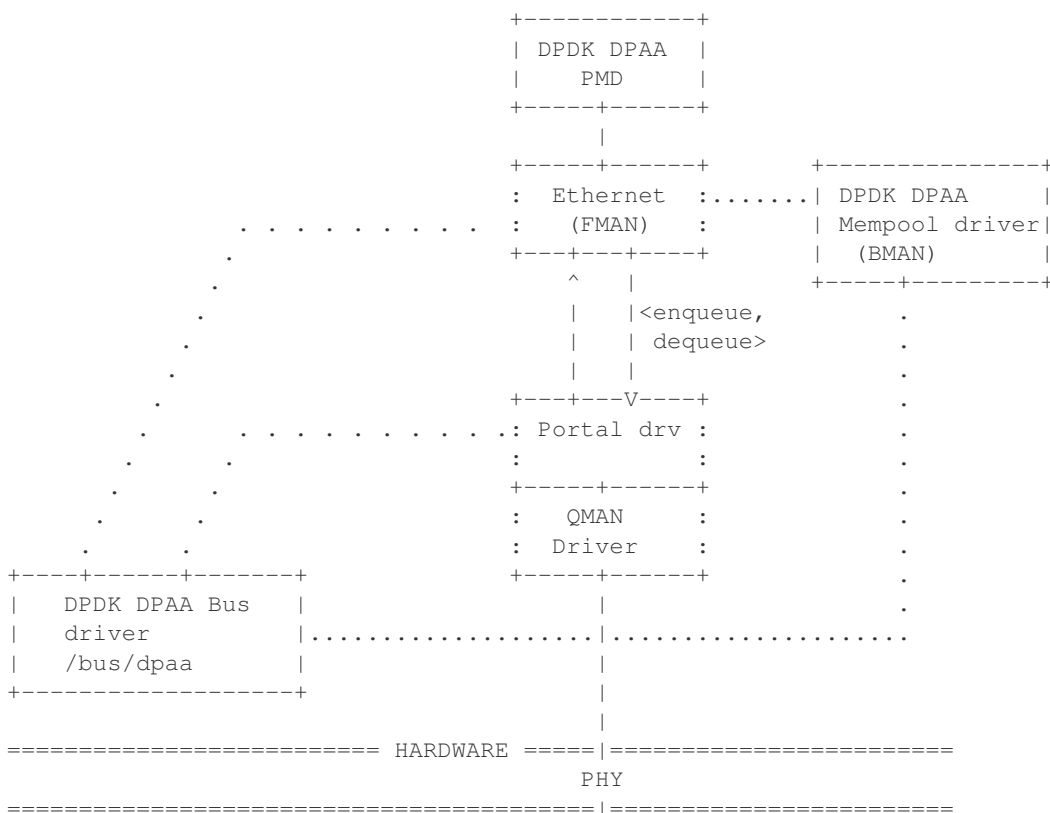 DPDK DPAA
PMD
Ethernet
(FMAN)
DPDK DPAA
Mempool driver
(BMAN)
<enqueue,
dequeue>
Portal drv
QMAN
Driver
DPDK DPAA Bus
driver
/bus/dpaa
HARDWARE
PHY